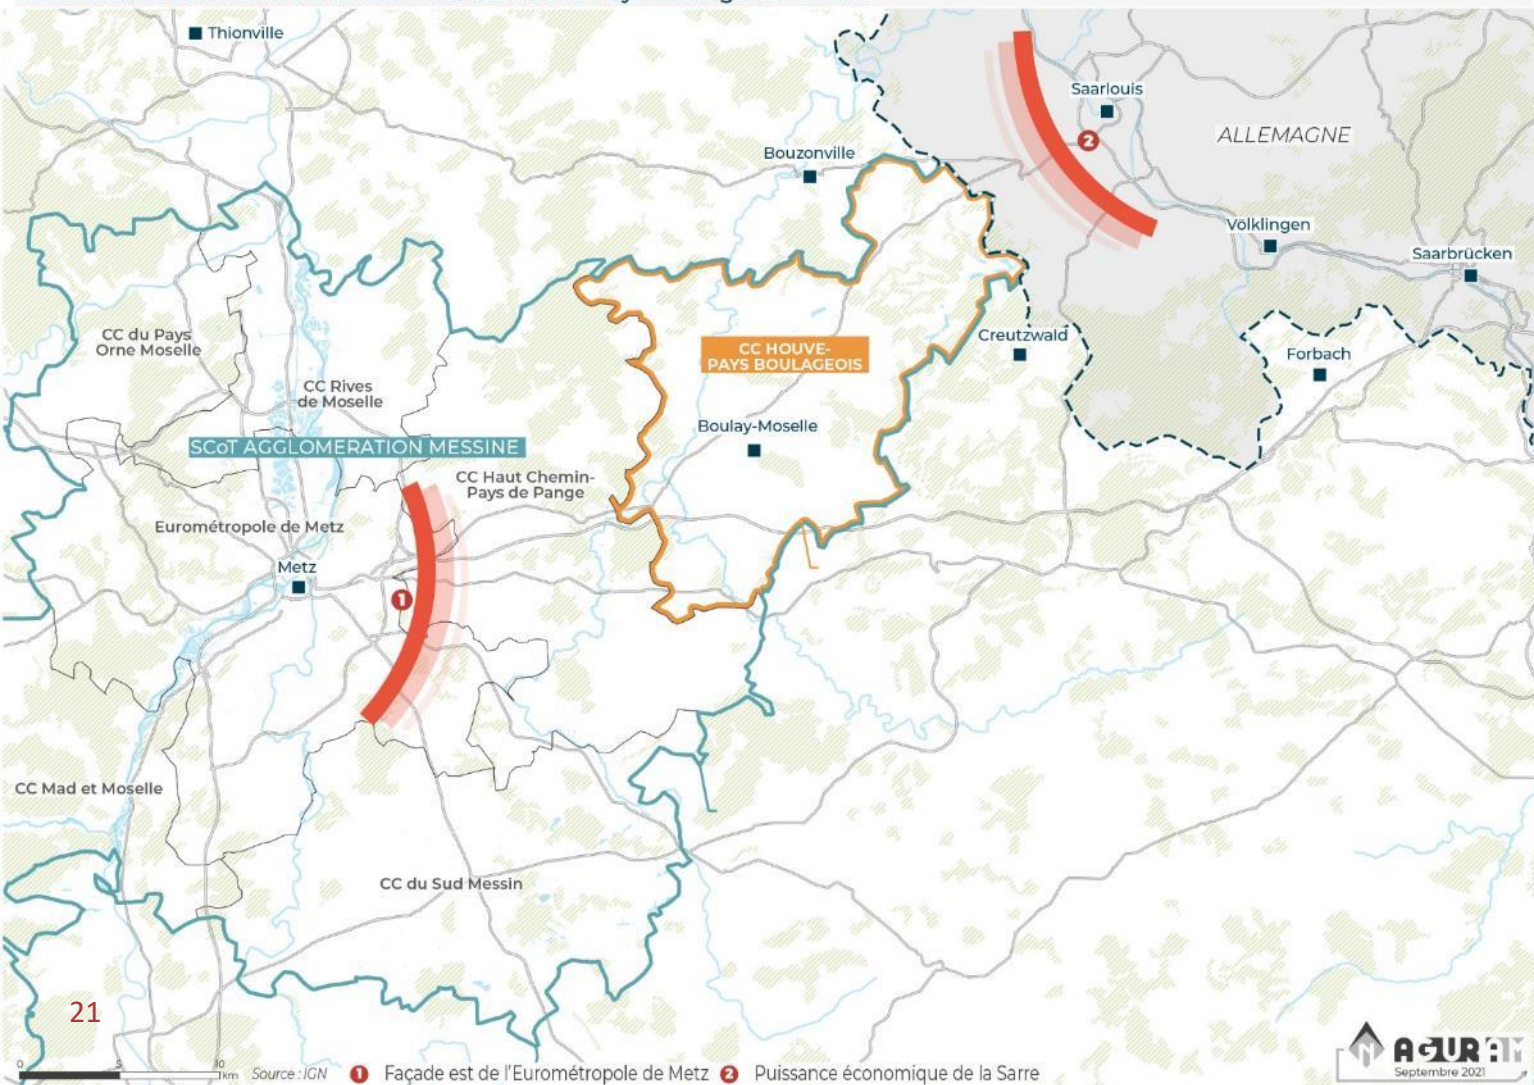 Thionville
Saarlouis
ALLEMAGNE
2
Bouzonville
Völklingen
Saarbrücken
CC du Pays
Orne Moselle
Creutzwald
CC HOUVE-
PAYS BOULAGEOIS
Forbach
CC Rives
de Moselle
Boulay-Moselle
SCoT AGGLOMERATION MESSINE
CC Haut Chemin-
Pays de Pange
Eurométropole de Metz
Metz
1
CC Mad et Moselle
CC du Sud Messin
21
0 5 10
km
Source : IGN
1 Façade est de l'Eurométropole de Metz 2 Puissance économique de la Sarre
N
AGURAM
Septembre 2021